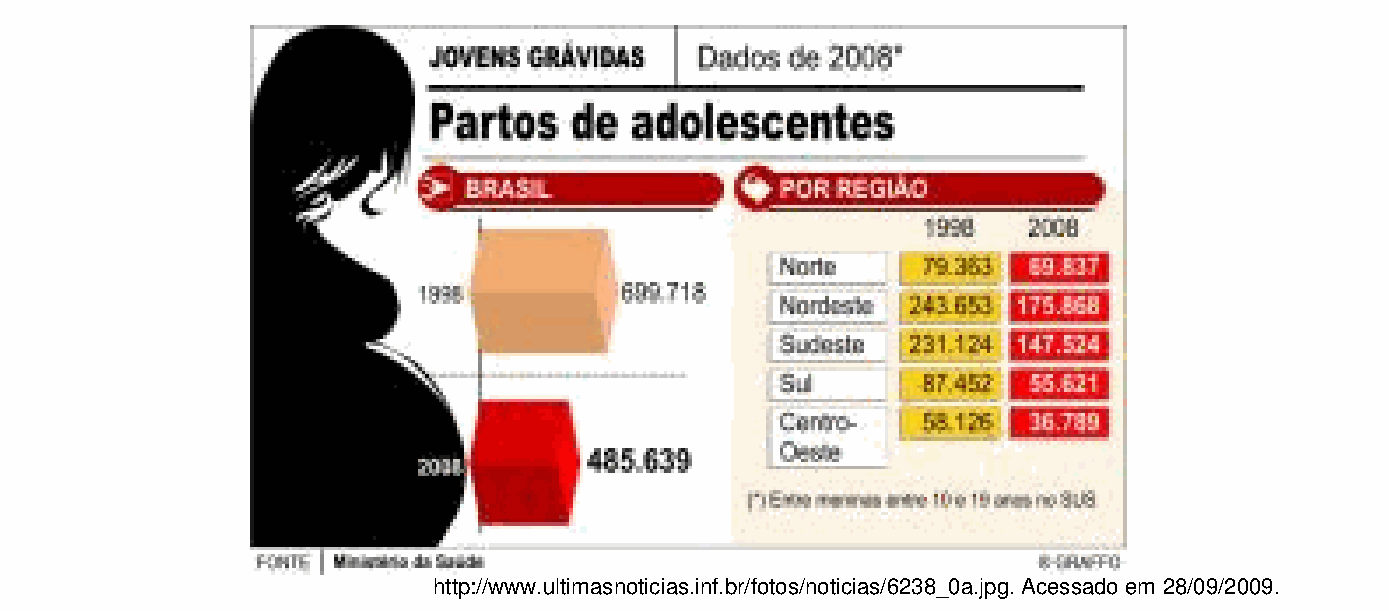 JOVENS GRÁVIDAS
Dados de 2008*
Partos de adolescentes
BRASIL
1998
699.718
2008
485.639
POR REGIÃO
1998 2008
Norte 79.363 69.837
Nordeste 243.653 175.868
Sudeste 231.124 147.524
Sul 87.452 55.621
Centro- 58.126 36.789
Oeste
(*) Entre meninas entre 10 e 19 anos no SUS
FONTE Ministério da Saúde
© GRAFFO
http://www.ultimasnoticias.inf.br/fotos/noticias/6238_0a.jpg. Acessado em 28/09/2009.